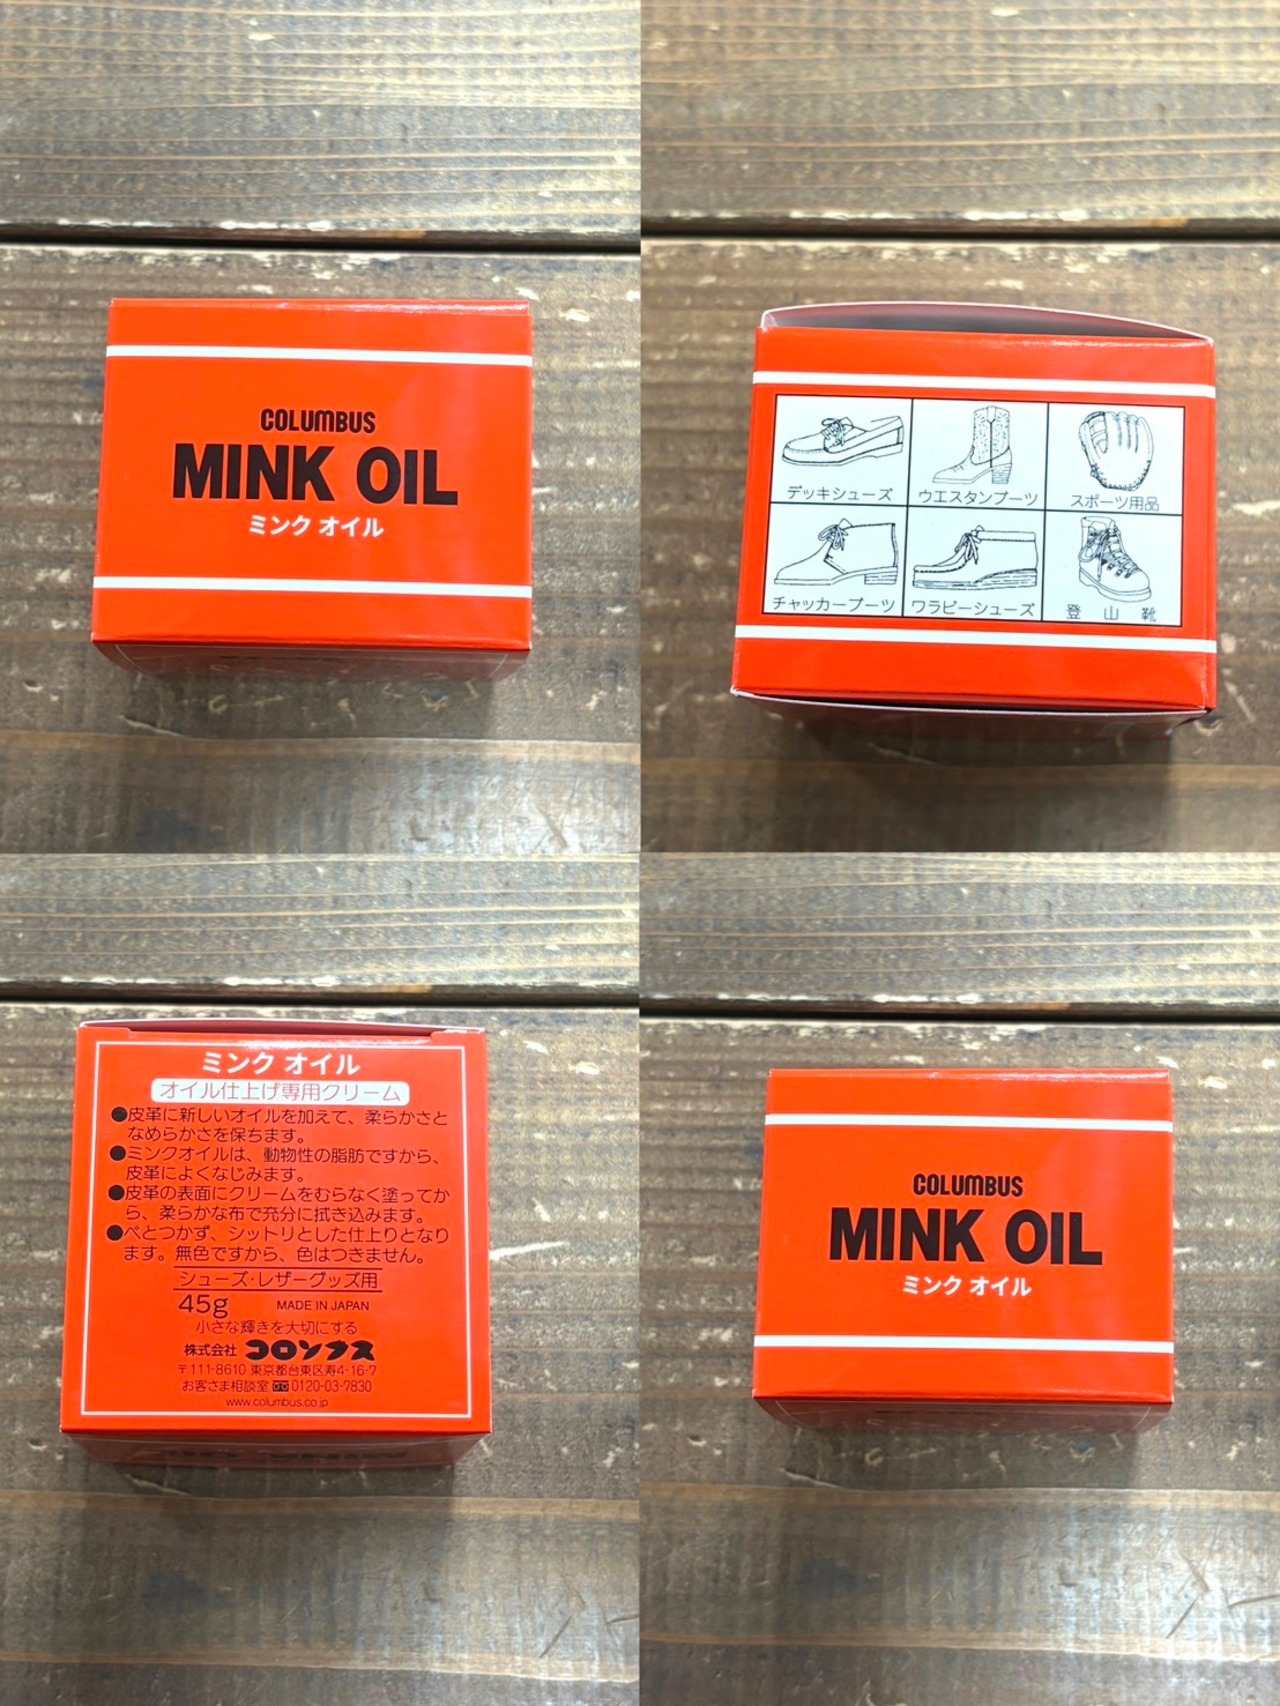 COLUMBUS
MINK OIL
ミンク オイル
デッキシューズ
ウエスタンブーツ
スポーツ用品
チャッカーブーツ
ワラビーシューズ
登山靴
ミンク オイル
オイル仕上げ専用クリーム
●皮革に新しいオイルを加えて、柔らかさと
なめらかさを保ちます。
●ミンクオイルは、動物性の脂肪ですから、
皮革によくなじみます。
●皮革の表面にクリームをむらなく塗ってか
ら、柔らかな布で充分に拭き込みます。
●べとつかず、シットリとした仕上りとなり
ます。無色ですから、色はつきません。
シューズ・レザーグッズ用
45g MADE IN JAPAN
小さな輝きを大切にする
株式会社 コロンブス
〒111-8610 東京都台東区寿4-16-7
お客さま相談室 0120-03-7830
www.columbus.co.jp
COLUMBUS
MINK OIL
ミンク オイル